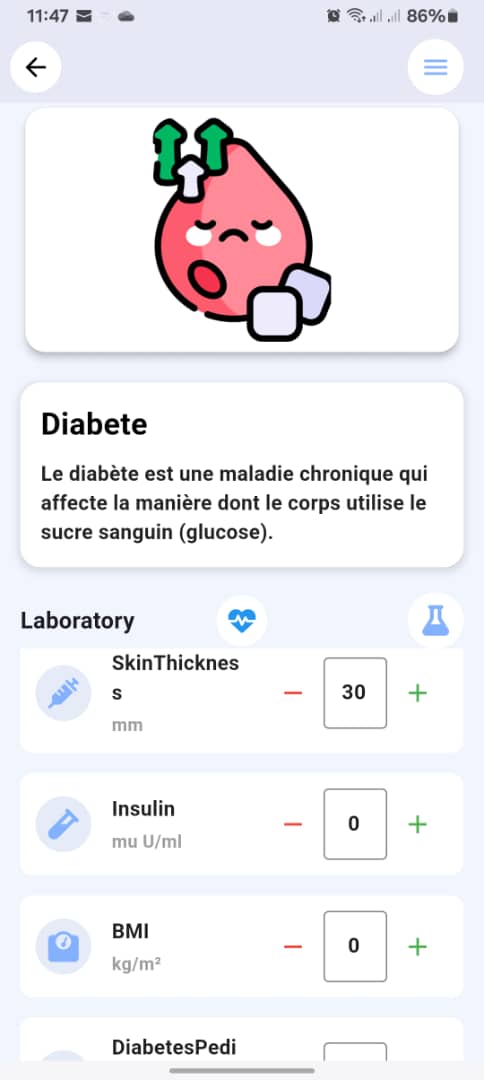 11:47
86%
Diabete
Le diabète est une maladie chronique qui
affecte la manière dont le corps utilise le
sucre sanguin (glucose).
Laboratory
SkinThicknes
s
mm
30
Insulin
mu U/ml
0
BMI
kg/m²
0
DiabetesPedi